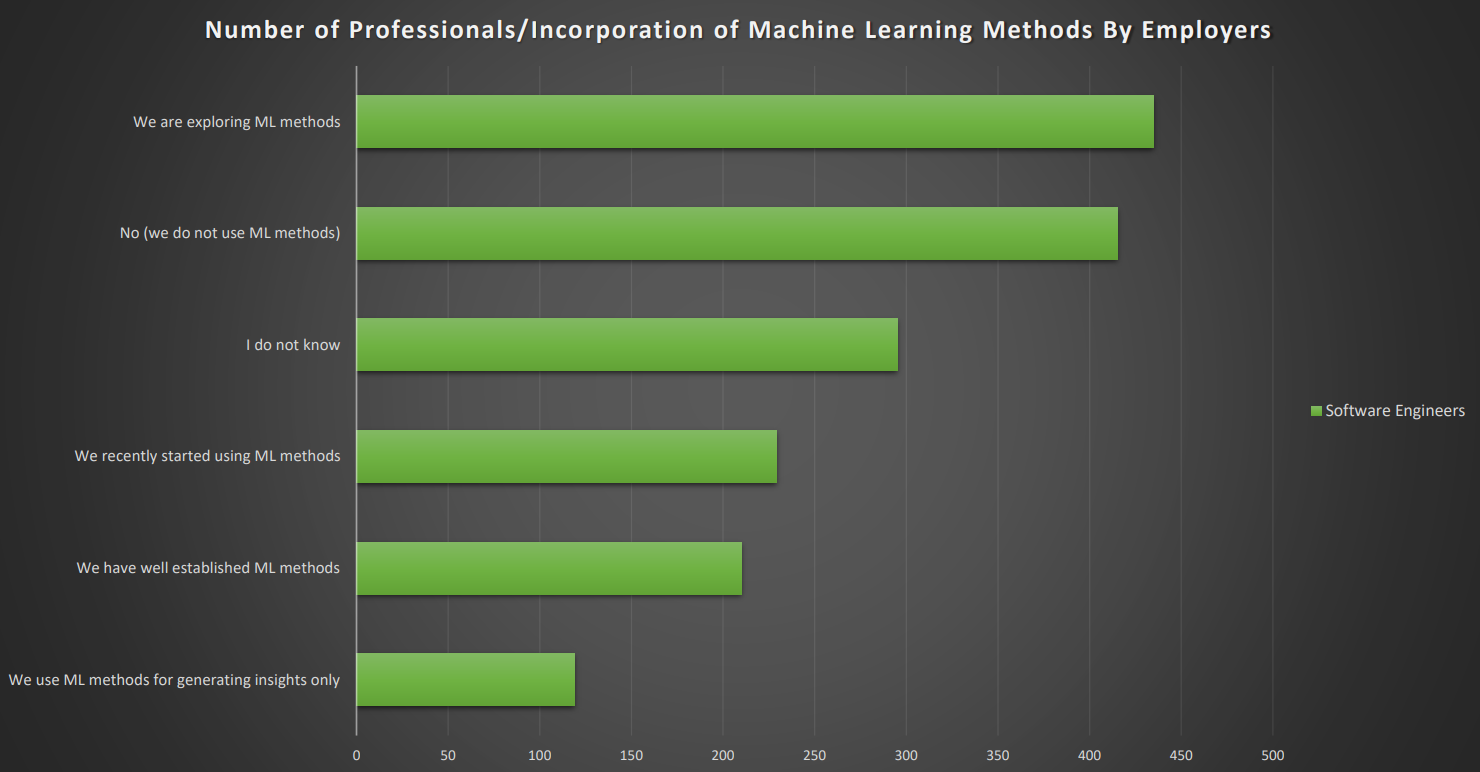 Number of Professionals/Incorporation of Machine Learning Methods By Employers
We are exploring ML methods
No (we do not use ML methods)
I do not know
We recently started using ML methods
We have well established ML methods
We use ML methods for generating insights only
0 50 100 150 200 250 300 350 400 450 500
Software Engineers